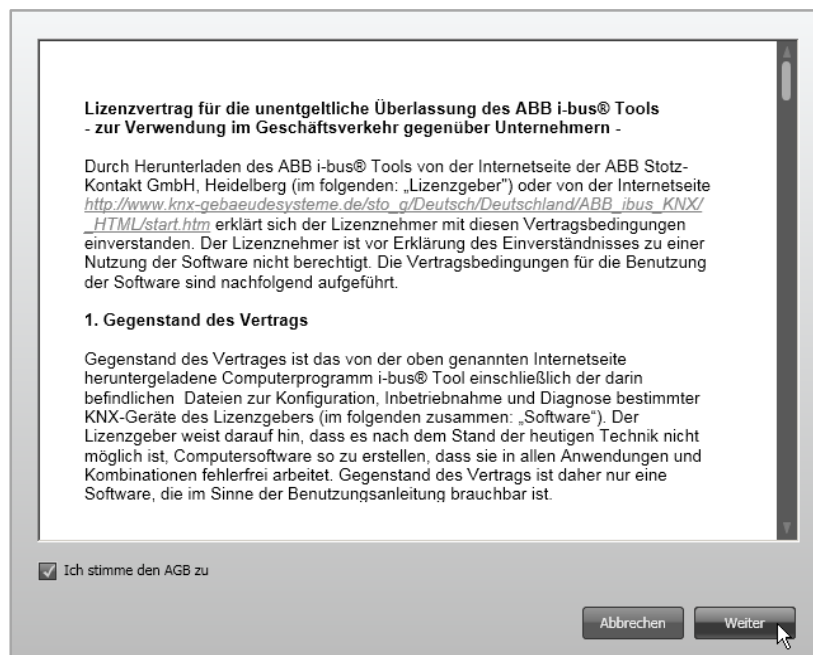 Lizenzvertrag für die unentgeltliche Überlassung des ABB i-bus® Tools
- zur Verwendung im Geschäftsverkehr gegenüber Unternehmern -
Durch Herunterladen des ABB i-bus® Tools von der Internetseite der ABB Stotz-
Kontakt GmbH, Heidelberg (im folgenden: „Lizenzgeber") oder von der Internetseite
http://www.knx-gebaeudesysteme.de/sto_g/Deutsch/Deutschland/ABB_ibus_KNX/
_HTML/start.htm erklärt sich der Lizenznehmer mit diesen Vertragsbedingungen
einverstanden. Der Lizenznehmer ist vor Erklärung des Einverständnisses zu einer
Nutzung der Software nicht berechtigt. Die Vertragsbedingungen für die Benutzung
der Software sind nachfolgend aufgeführt.
1. Gegenstand des Vertrags
Gegenstand des Vertrages ist das von der oben genannten Internetseite
heruntergeladene Computerprogramm i-bus® Tool einschließlich der darin
befindlichen Dateien zur Konfiguration, Inbetriebnahme und Diagnose bestimmter
KNX-Geräte des Lizenzgebers (im folgenden zusammen: „Software“). Der
Lizenzgeber weist darauf hin, dass es nach dem Stand der heutigen Technik nicht
möglich ist, Computersoftware so zu erstellen, dass sie in allen Anwendungen und
Kombinationen fehlerfrei arbeitet. Gegenstand des Vertrags ist daher nur eine
Software, die im Sinne der Benutzungsanleitung brauchbar ist.
Ich stimme den AGB zu
Abbrechen Weiter